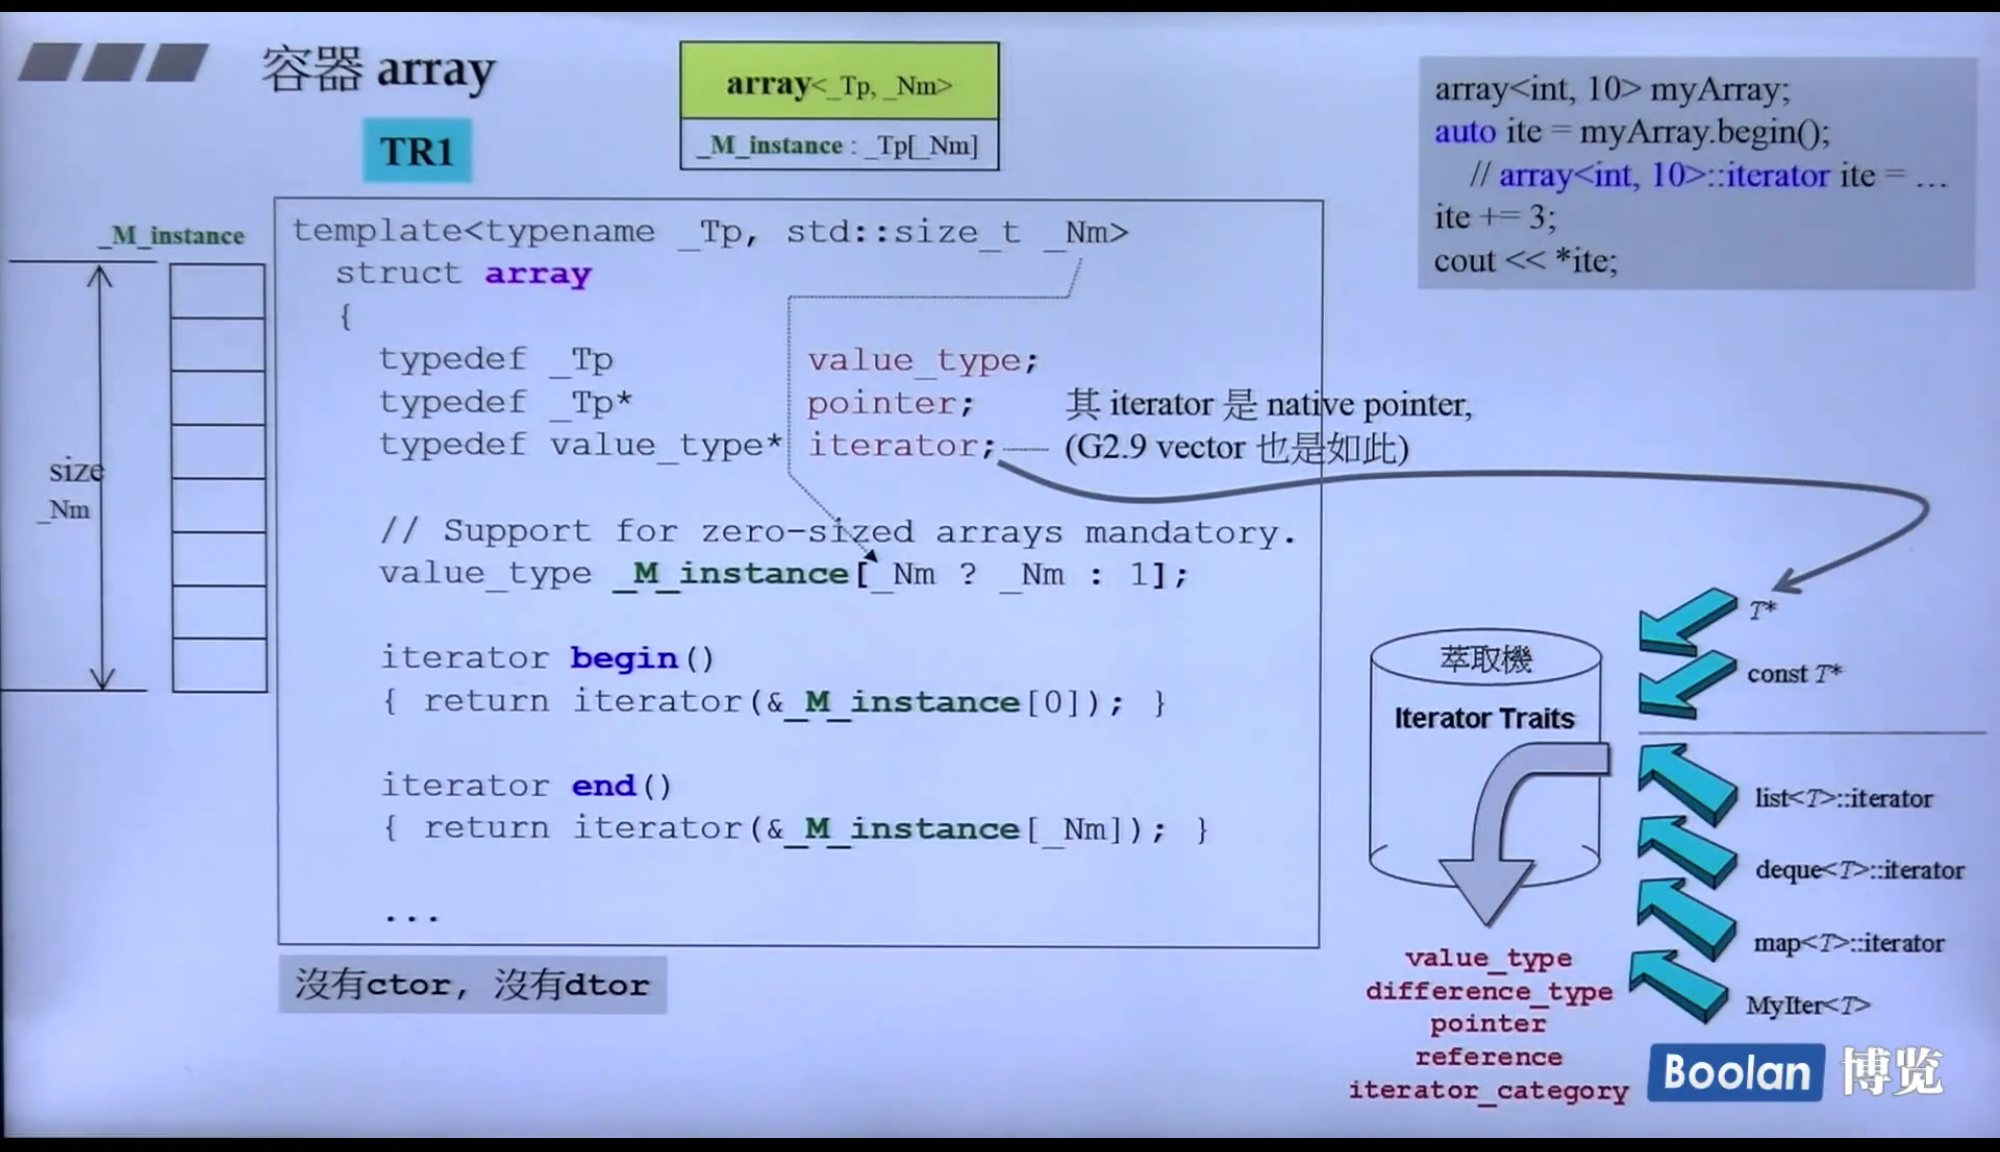 容器 array
TR1
array<_Tp, _Nm>
_M_instance : _Tp[_Nm]
array<int, 10> myArray;
auto ite = myArray.begin();
// array<int, 10>::iterator ite = …
ite += 3;
cout << *ite;
_M_instance
size
_Nm
template<typename _Tp, std::size_t _Nm>
struct array
{
typedef _Tp value_type;
typedef _Tp* pointer;
typedef value_type* iterator;
其 iterator 是 native pointer,
(G2.9 vector 也是如此)
// Support for zero-sized arrays mandatory.
value_type _M_instance[_Nm ? _Nm : 1];
iterator begin()
{ return iterator(&_M_instance[0]); }
iterator end()
{ return iterator(&_M_instance[_Nm]); }
...
沒有ctor, 沒有dtor
萃取機
Iterator Traits
T*
const T*
list<T>::iterator
deque<T>::iterator
map<T>::iterator
MyIter<T>
value_type
difference_type
pointer
reference
iterator_category
Boolan 博览